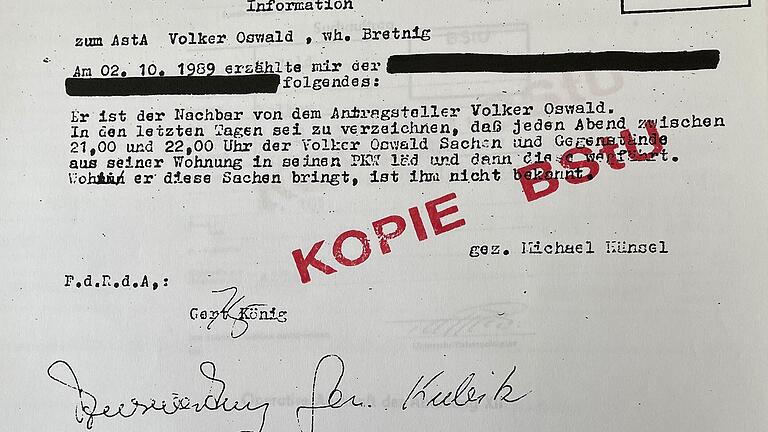 Information
zum AstA Volker Oswald , wh. Bretnig
Am 02. 10. 1989 erzählte mir der
folgendes:
Er ist der Nachbar von dem Antragsteller Volker Oswald.
In den letzten Tagen sei zu verzeichnen, daß jeden Abend zwischen
21,00 und 22,00 Uhr der Volker Oswald Sachen und Gegenstände
aus seiner Wohnung in seinen PKW läd und dann diese wegfährt.
Wohin er diese Sachen bringt, ist ihm nicht bekannt.
KOPIE BStU
gez. Michael Hünsel
F.d.R.d.A,:
Gert König
Gen. Kubik